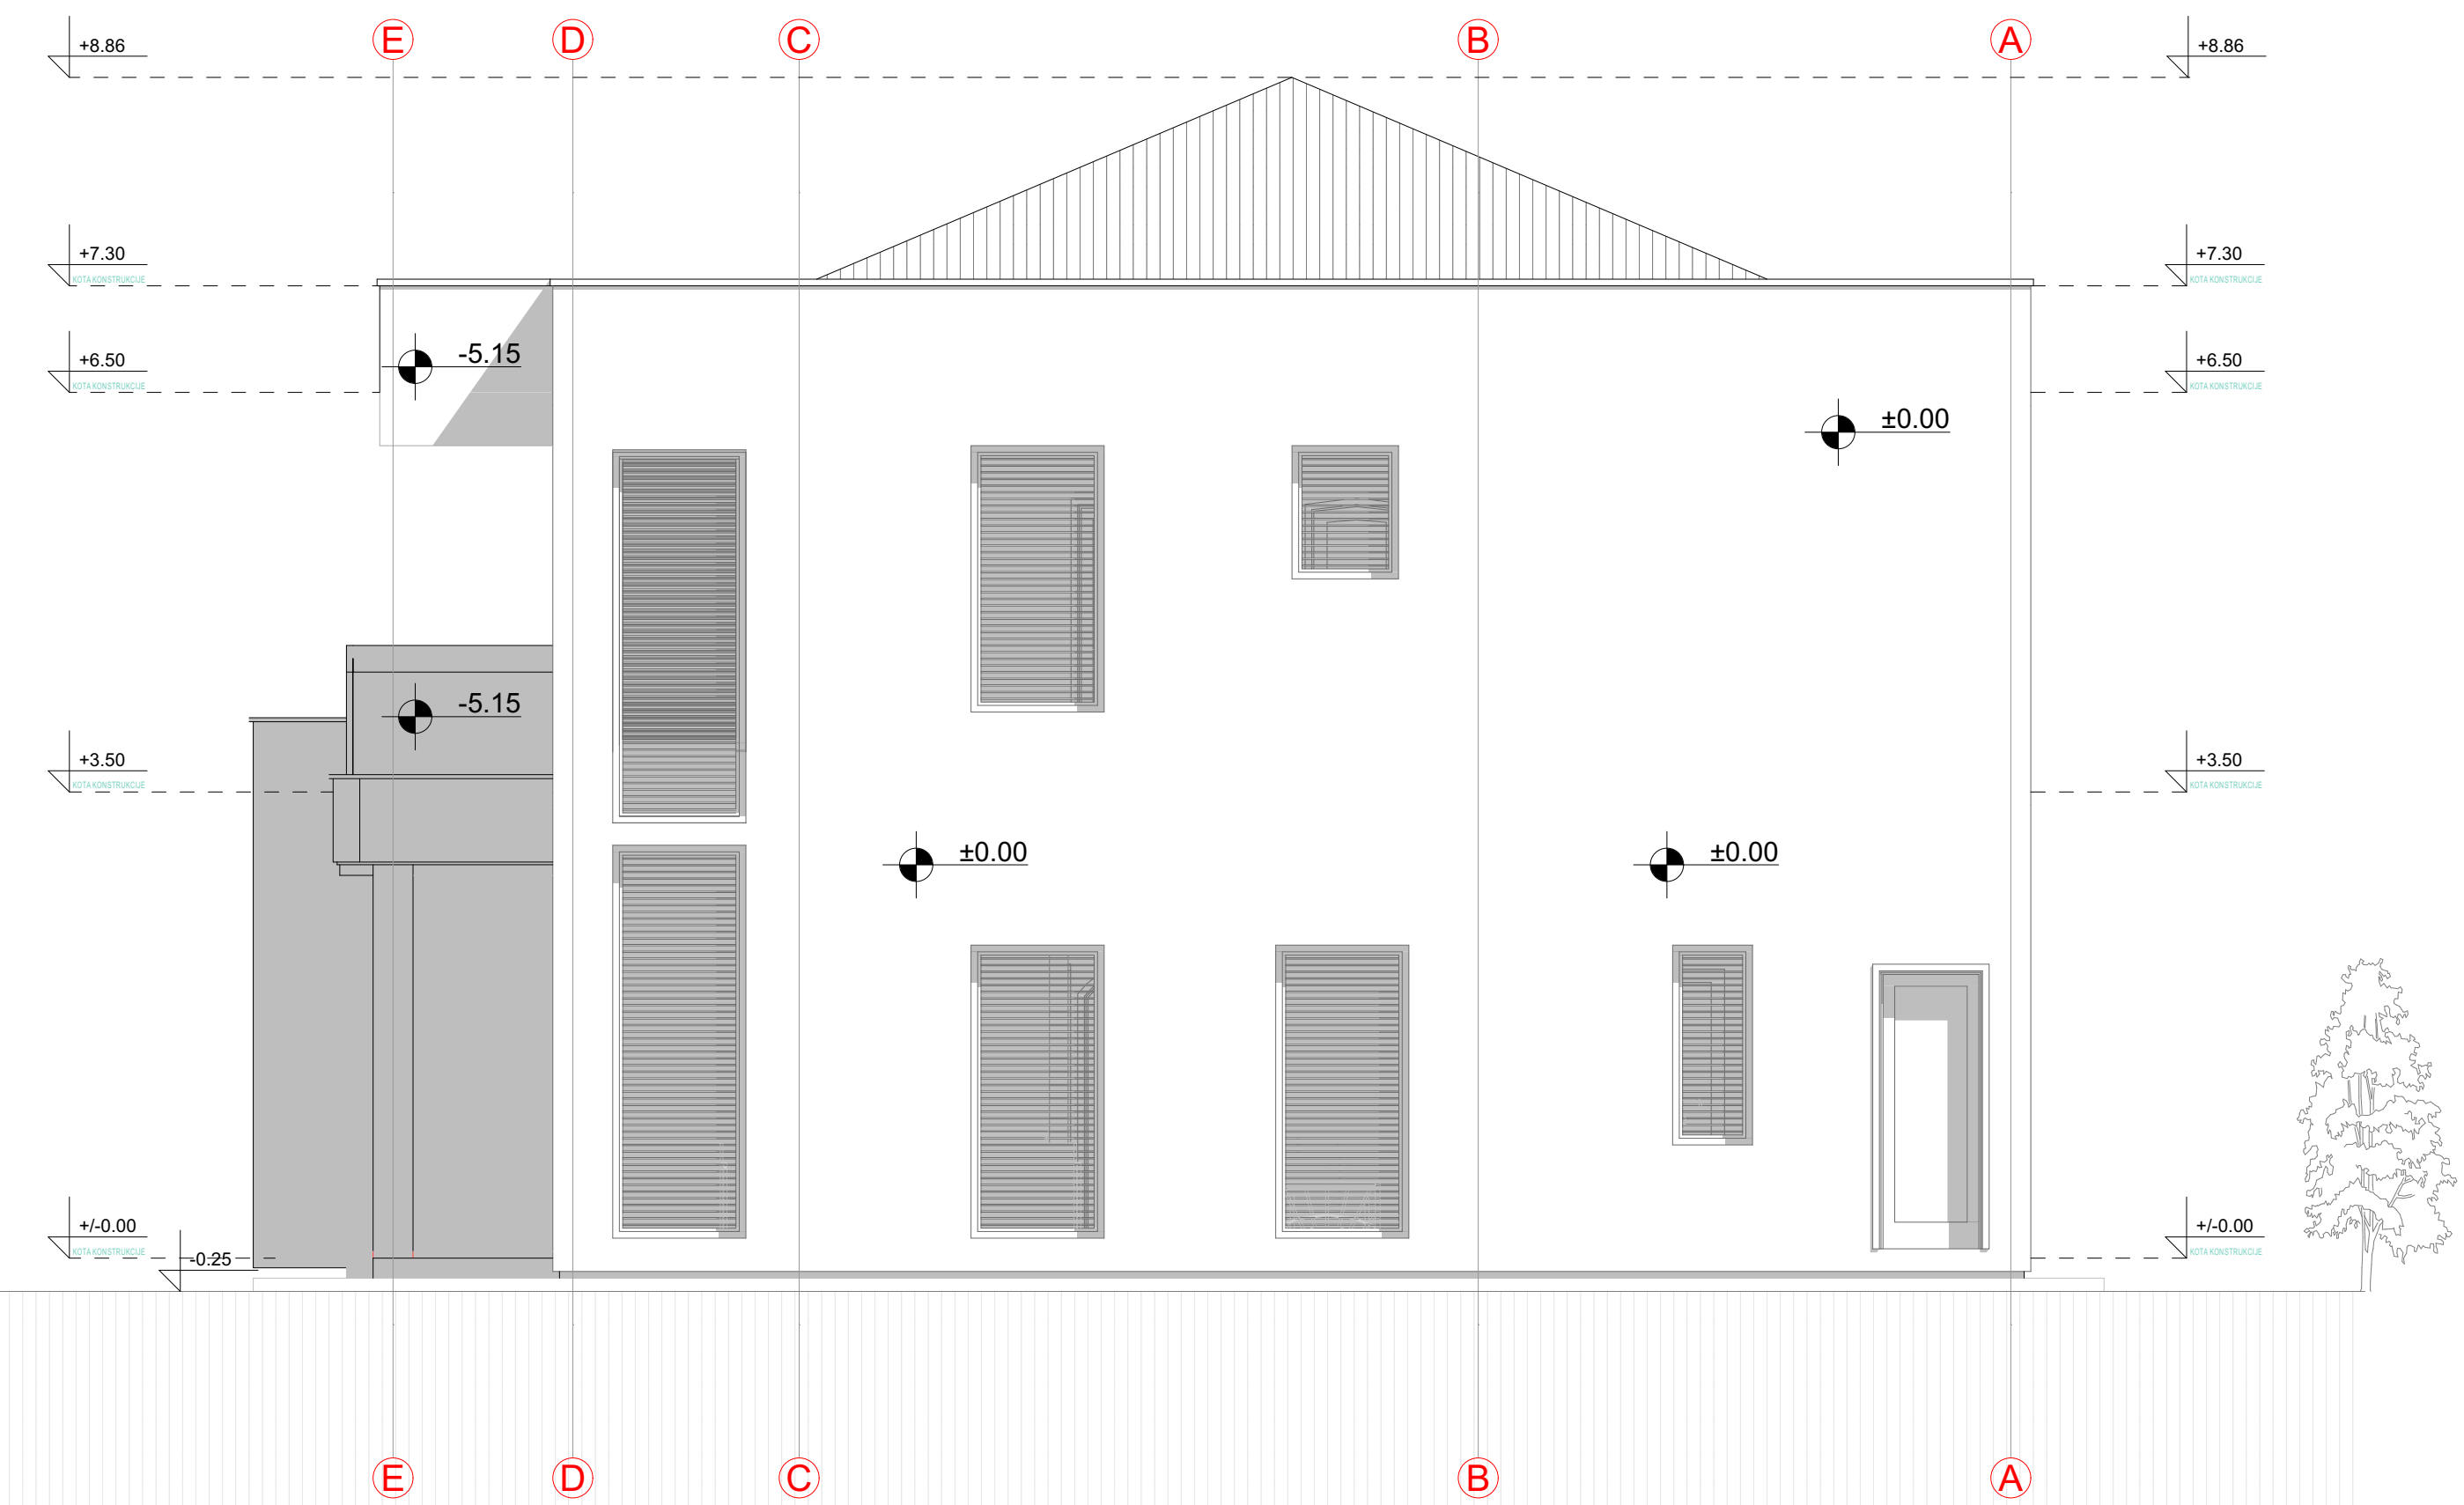 E D C B A
+8.86 +8.86
+7.30 +7.30
KOTA KONSTRUKCIJE KOTA KONSTRUKCIJE
-5.15
+6.50 +6.50
KOTA KONSTRUKCIJE KOTA KONSTRUKCIJE
±0.00
-5.15
+3.50 +3.50
KOTA KONSTRUKCIJE KOTA KONSTRUKCIJE
±0.00 ±0.00
+/-0.00 +/-0.00
KOTA KONSTRUKCIJE KOTA KONSTRUKCIJE
-0.25
E D C B A